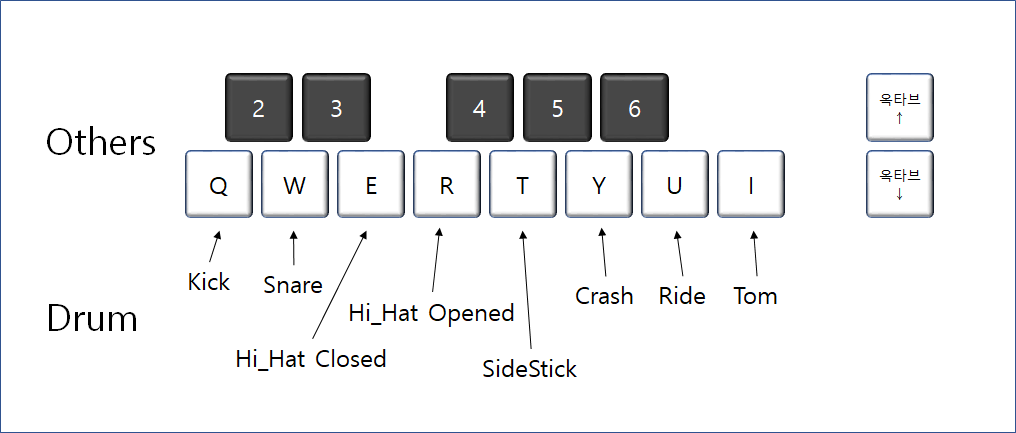 Others
2 3 4 5 6
옥타브
↑
Q W E R T Y U I
옥타브
↓
Drum
Kick
Snare
Hi_Hat Closed
Hi_Hat Opened
SideStick
Crash
Ride
Tom